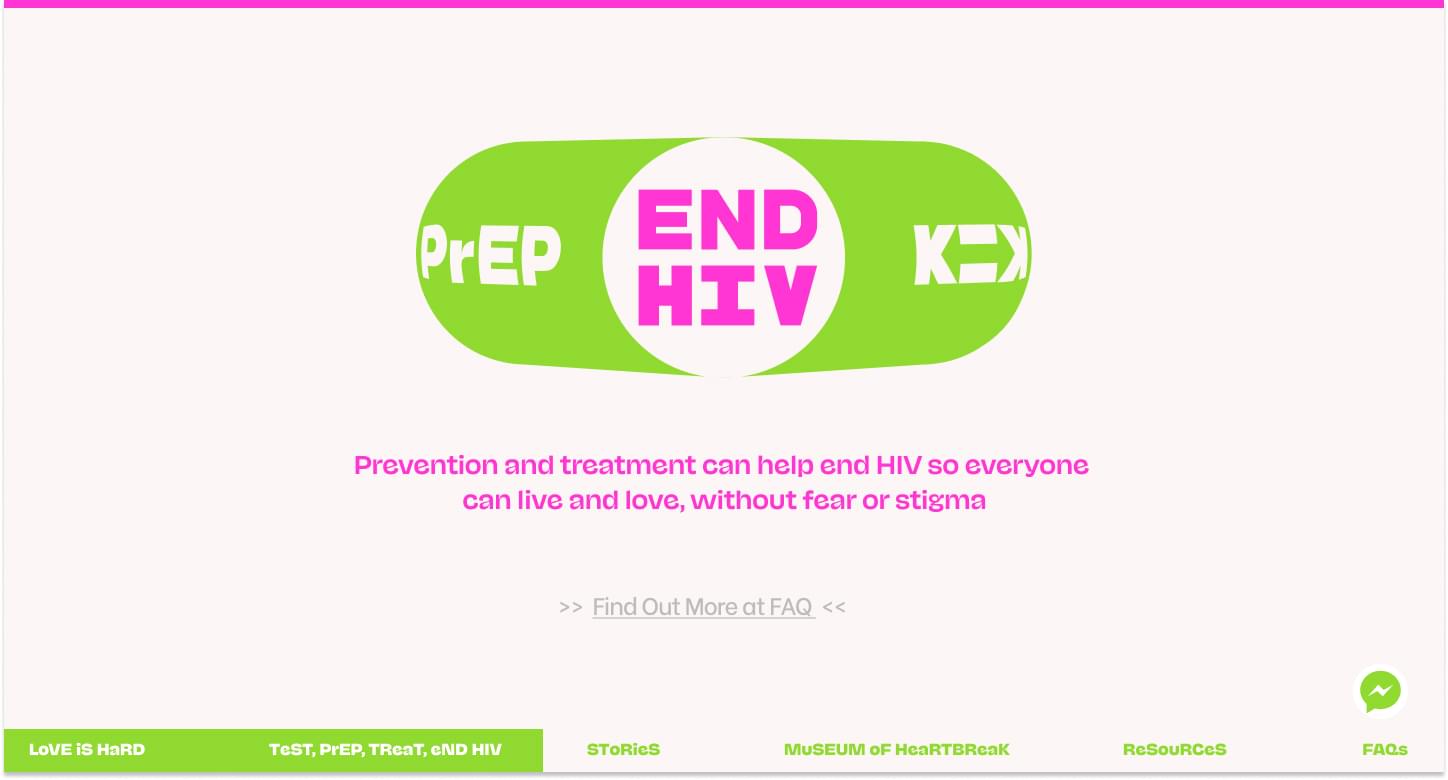 PrEP
END
HIV
K=K
Prevention and treatment can help end HIV so everyone
can live and love, without fear or stigma
>> Find Out More at FAQ <<
LoVE iS HaRD
TeST, PrEP, TReaT, eND HIV
SToRieS
MuSEUM oF HeaRTBReaK
ReSouRCeS
FAQs